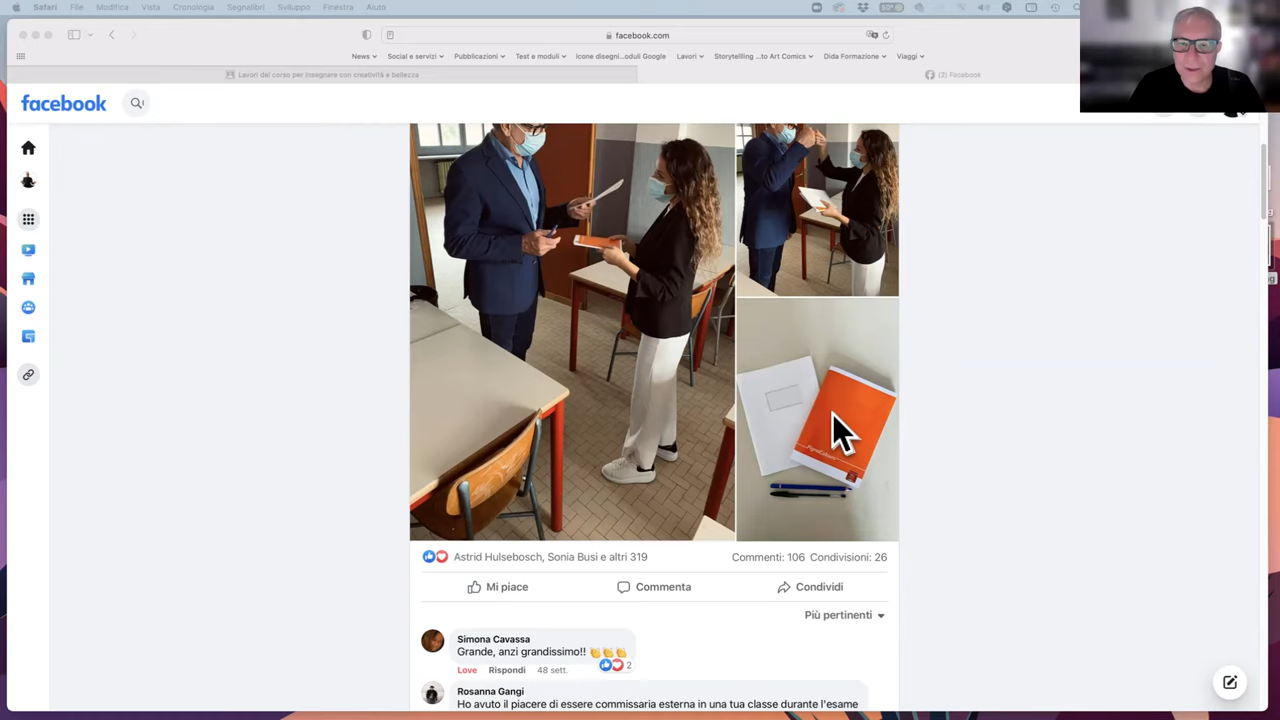 Safari File Modifica Vista Cronologia Segnalibri Sviluppo Finestra Aiuto
facebook.com
News Social e servizi Pubblicazioni Test e moduli Icone disegni...oduli Google Lavori Storytelling ...to Art Comics Dida Formazione Viaggi
Lavori del corso per insegnare con creatività e bellezza
(2) Facebook
facebook
Astrid Hulsebosch, Sonia Busi e altri 319
Commenti: 106 Condivisioni: 26
Mi piace Commenta Condividi
Più pertinenti
Simona Cavassa
Grande, anzi grandissimo!! 👏👏👏
2
Love Rispondi 48 sett.
Rosanna Gangi
Ho avuto il piacere di essere commissaria esterna in una tua classe durante l'esame